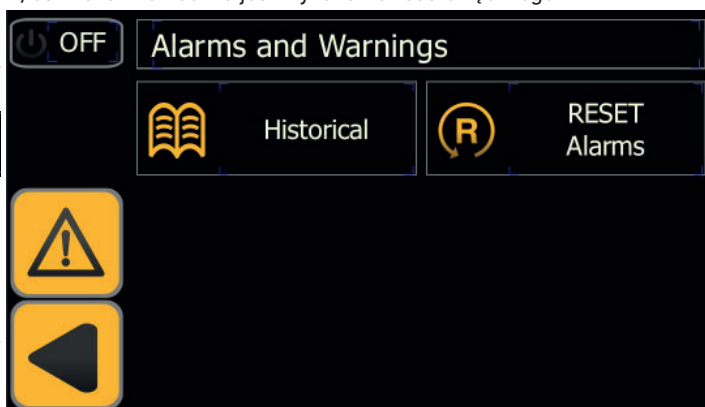 OFF
Alarms and Warnings
Historical
R
RESET
Alarms